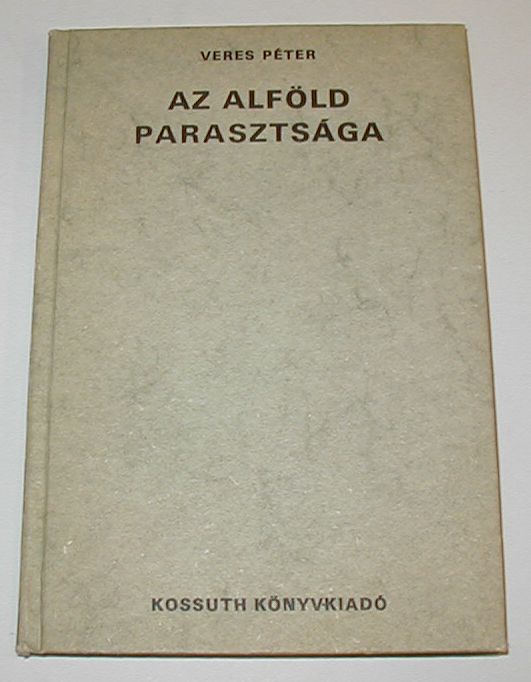 VERES PÉTER
AZ ALFÖLD
PARASZTSÁGA
KOSSUTH KÖNYVKIADÓ